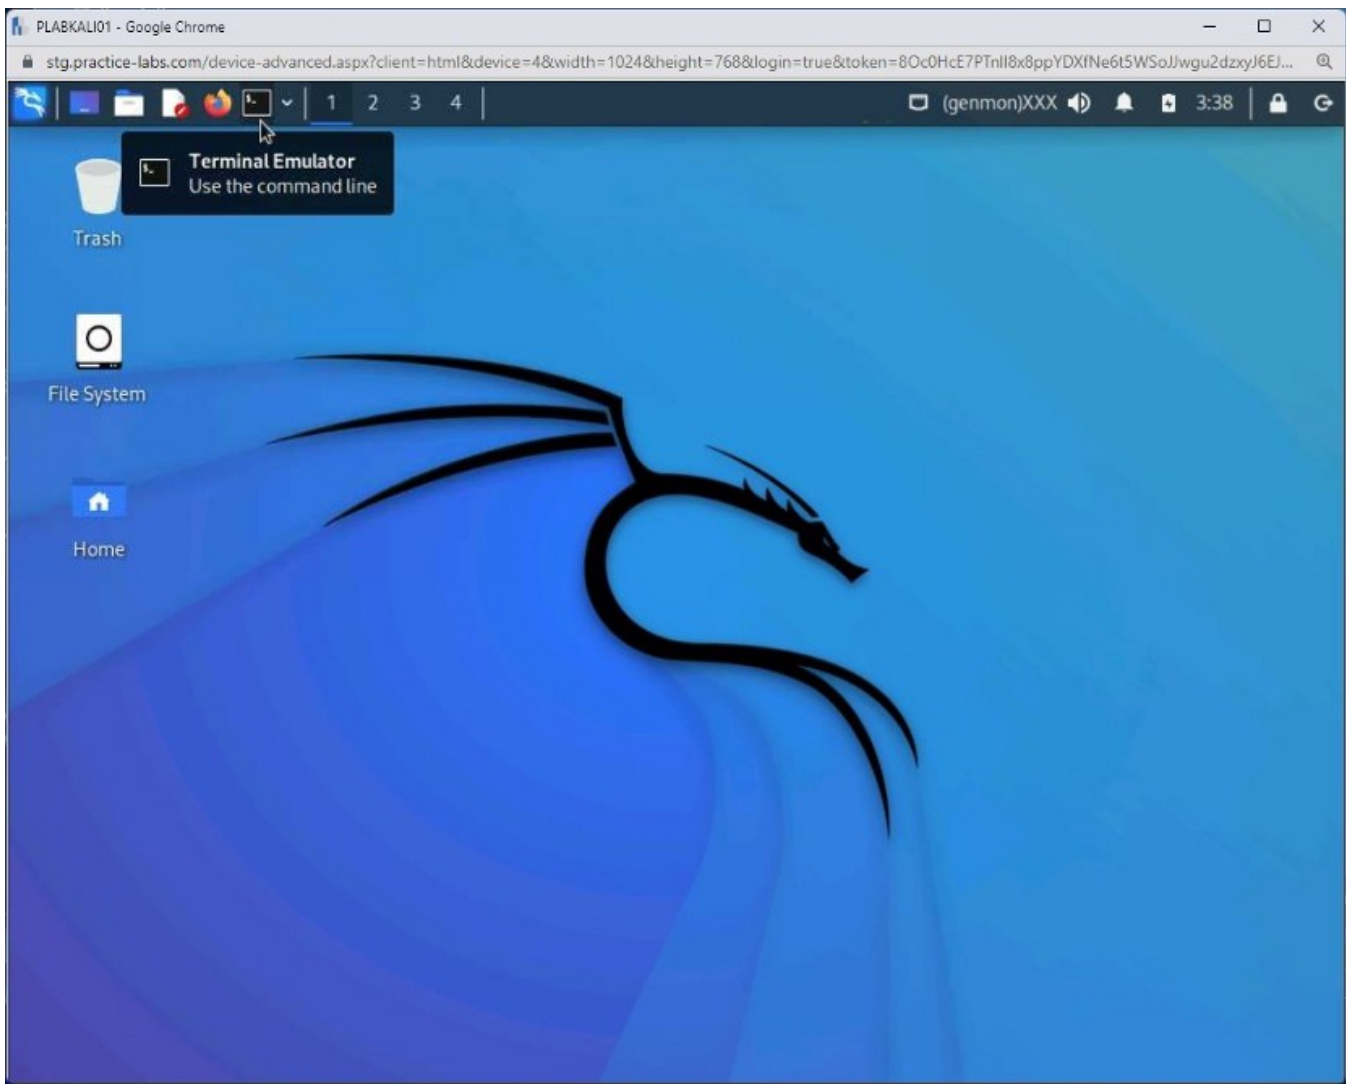 PLABKALI01 - Google Chrome
stg.practice-labs.com/device-advanced.aspx?client=html&device=4&width=1024&height=768&login=true&token=
1 2 3 4 (genmon)XXX 3:38
Terminal Emulator
Use the command line
Trash
File System
Home